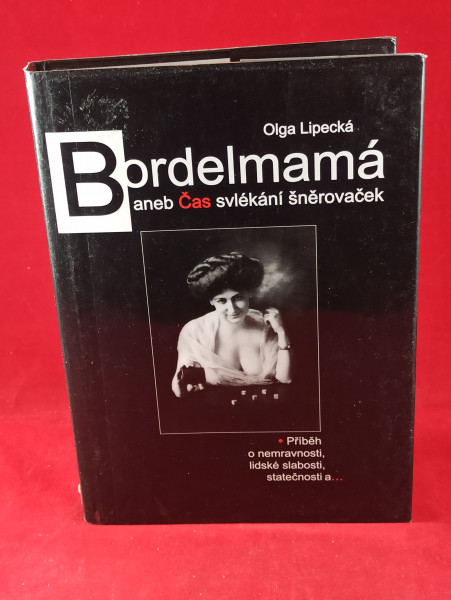 Olga Lipecká
Bordelmamá
aneb Čas svlékání šněrovaček
• Příběh
o nemravnosti,
lidské slabosti,
statečnosti a...